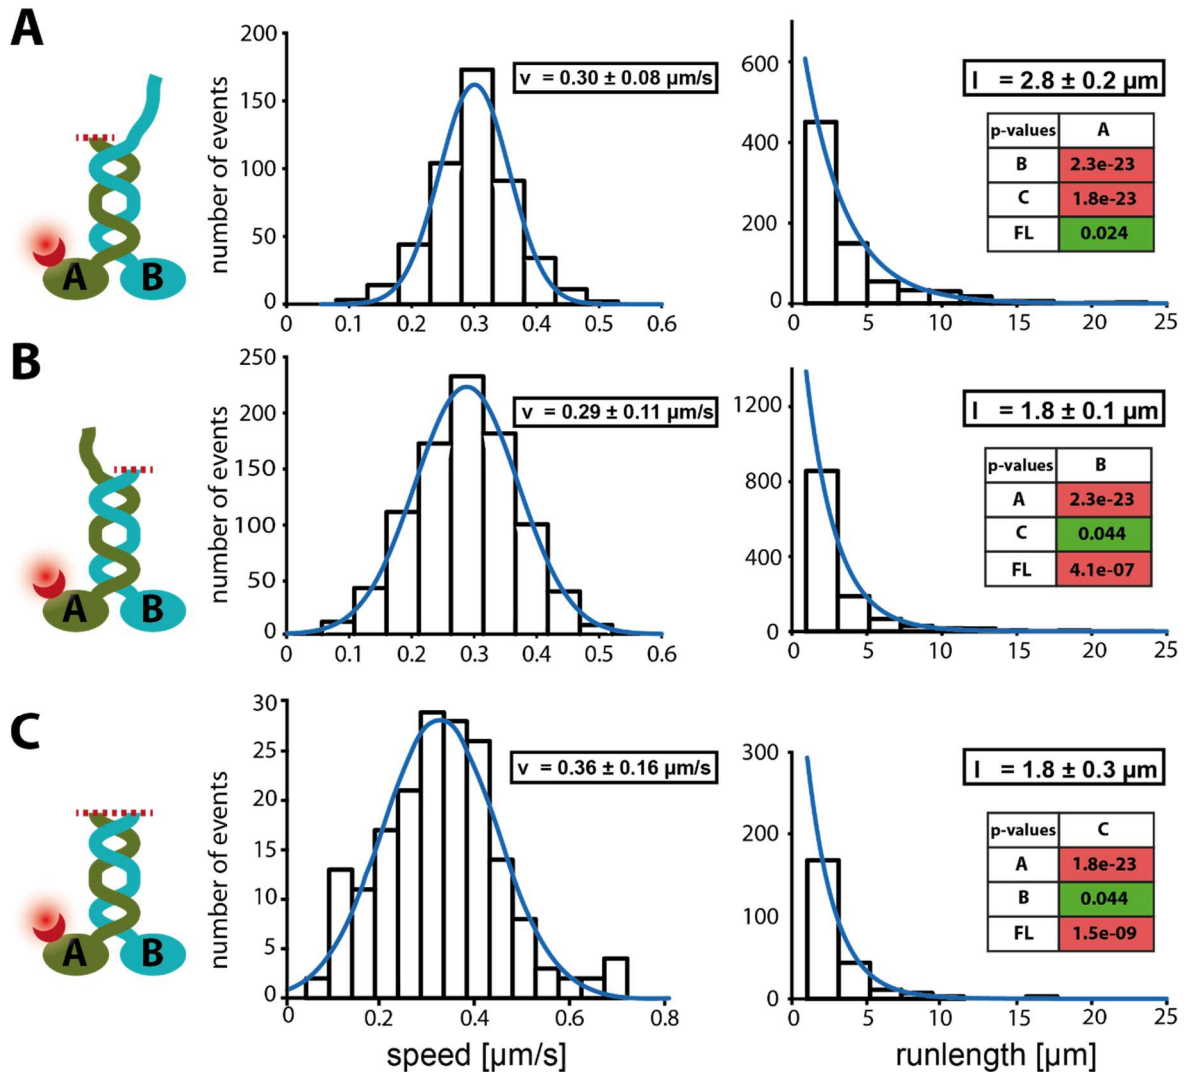 A
A B
number of events
200
150
100
50
0
0 0.1 0.2 0.3 0.4 0.5 0.6
v = 0.30 ± 0.08 µm/s
600
400
200
0
0 5 10 15 20 25
l = 2.8 ± 0.2 µm
p-values A
B 2.3e-23
C 1.8e-23
FL 0.024
B
A B
number of events
250
200
150
100
50
0
0 0.1 0.2 0.3 0.4 0.5 0.6
v = 0.29 ± 0.11 µm/s
1200
800
400
0
0 5 10 15 20 25
l = 1.8 ± 0.1 µm
p-values B
A 2.3e-23
C 0.044
FL 4.1e-07
C
A B
number of events
30
25
20
15
10
5
0
0 0.2 0.4 0.6 0.8
speed [µm/s]
v = 0.36 ± 0.16 µm/s
300
200
100
0
0 5 10 15 20 25
runlength [µm]
l = 1.8 ± 0.3 µm
p-values C
A 1.8e-23
B 0.044
FL 1.5e-09